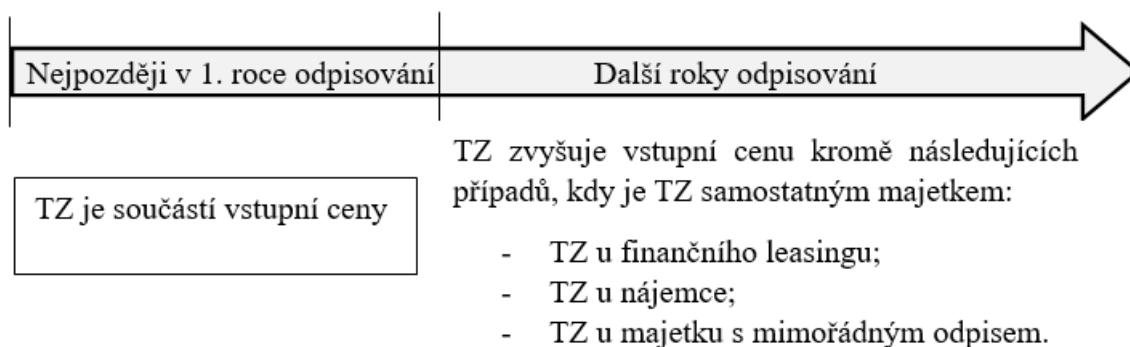 Nejpozději v 1. roce odpisování
Další roky odpisování
TZ je součástí vstupní ceny
TZ zvyšuje vstupní cenu kromě následujících
případů, kdy je TZ samostatným majetkem:
- TZ u finančního leasingu;
- TZ u nájemce;
- TZ u majetku s mimořádným odpisem.